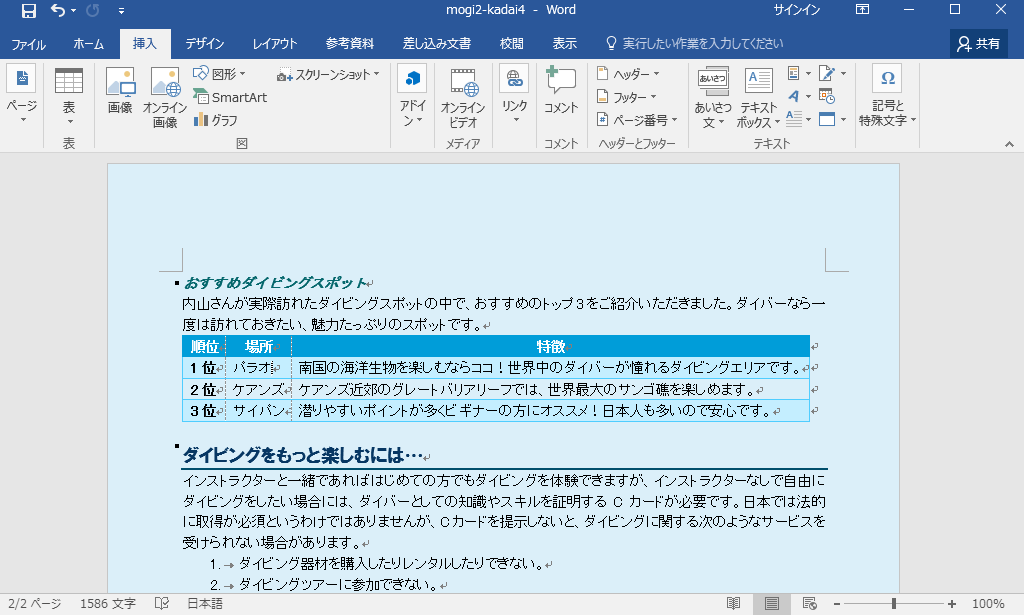 mogi2-kadai4 - Word
サインイン
ファイル ホーム 挿入 デザイン レイアウト 参考資料 差し込み文書 校閲 表示 実行したい作業を入力してください 共有
ページ
表
画像
オンライン画像
図形
SmartArt
グラフ
スクリーンショット
アドイン
オンラインビデオ
リンク
コメント
ヘッダー
フッター
ページ番号
あいさつ
あいさつ文
テキストボックス
記号と特殊文字
表 図 メディア コメント ヘッダーとフッター テキスト
おすすめダイビングスポット
内山さんが実際訪れたダイビングスポットの中で、おすすめのトップ3をご紹介いただきました。ダイバーなら一
度は訪れておきたい、魅力たっぷりのスポットです。
順位 場所 特徴
1位 パラオ 南国の海洋生物を楽しむならココ！世界中のダイバーが憧れるダイビングエリアです。
2位 ケアンズ ケアンズ近郊のグレートバリアリーフでは、世界最大のサンゴ礁を楽しめます。
3位 サイパン 潜りやすいポイントが多くビギナーの方にオススメ！日本人も多いので安心です。
ダイビングをもっと楽しむには…
インストラクターと一緒であればはじめての方でもダイビングを体験できますが、インストラクターなしで自由に
ダイビングをしたい場合には、ダイバーとしての知識やスキルを証明する C カードが必要です。日本では法的
に取得が必須というわけではありませんが、Cカードを提示しないと、ダイビングに関する次のようなサービスを
受けられない場合があります。
1. → ダイビング器材を購入したりレンタルしたりできない。
2. → ダイビングツアーに参加できない。
2/2 ページ 1586 文字 日本語 100%